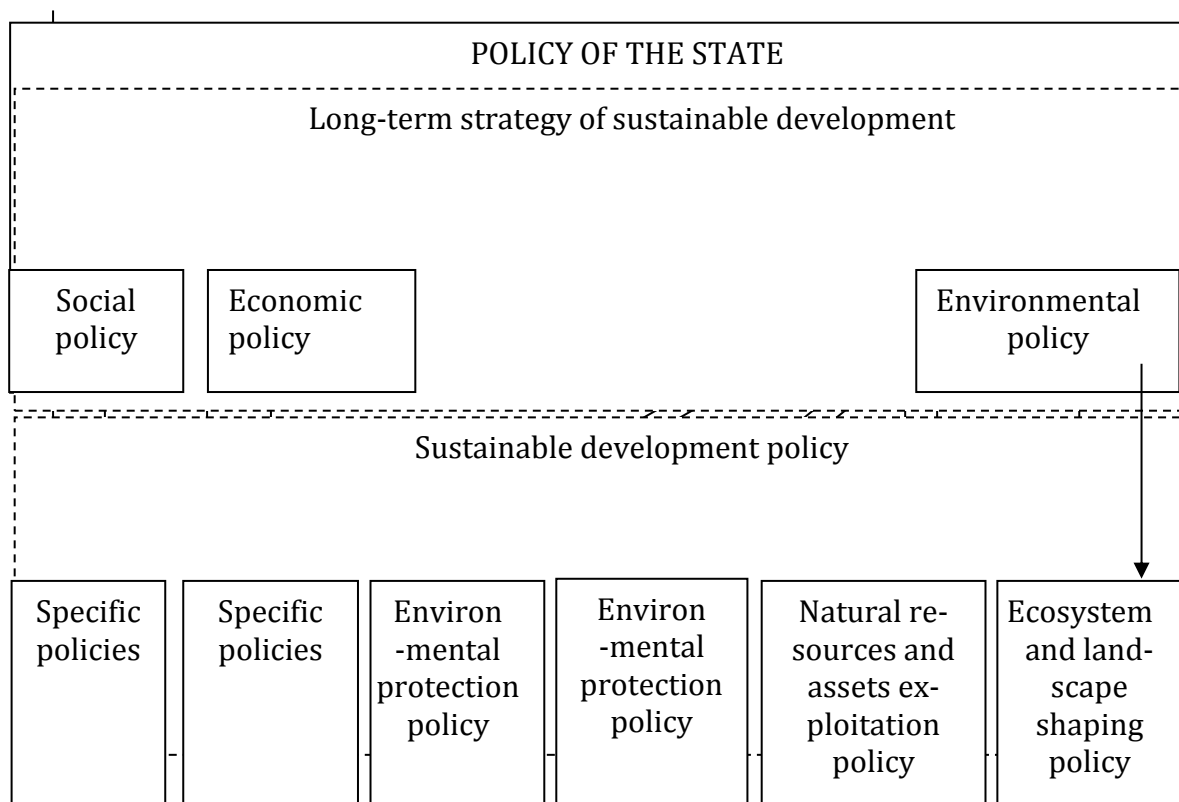 POLICY OF THE STATE
Long-term strategy of sustainable development
Social
policy
Economic
policy
Environmental
policy
Sustainable development policy
Specific
policies
Specific
policies
Environ
-mental
protection
policy
Environ
-mental
protection
policy
Natural re-
sources and
assets ex-
ploitation
policy
Ecosystem
and land-
scape
shaping
policy